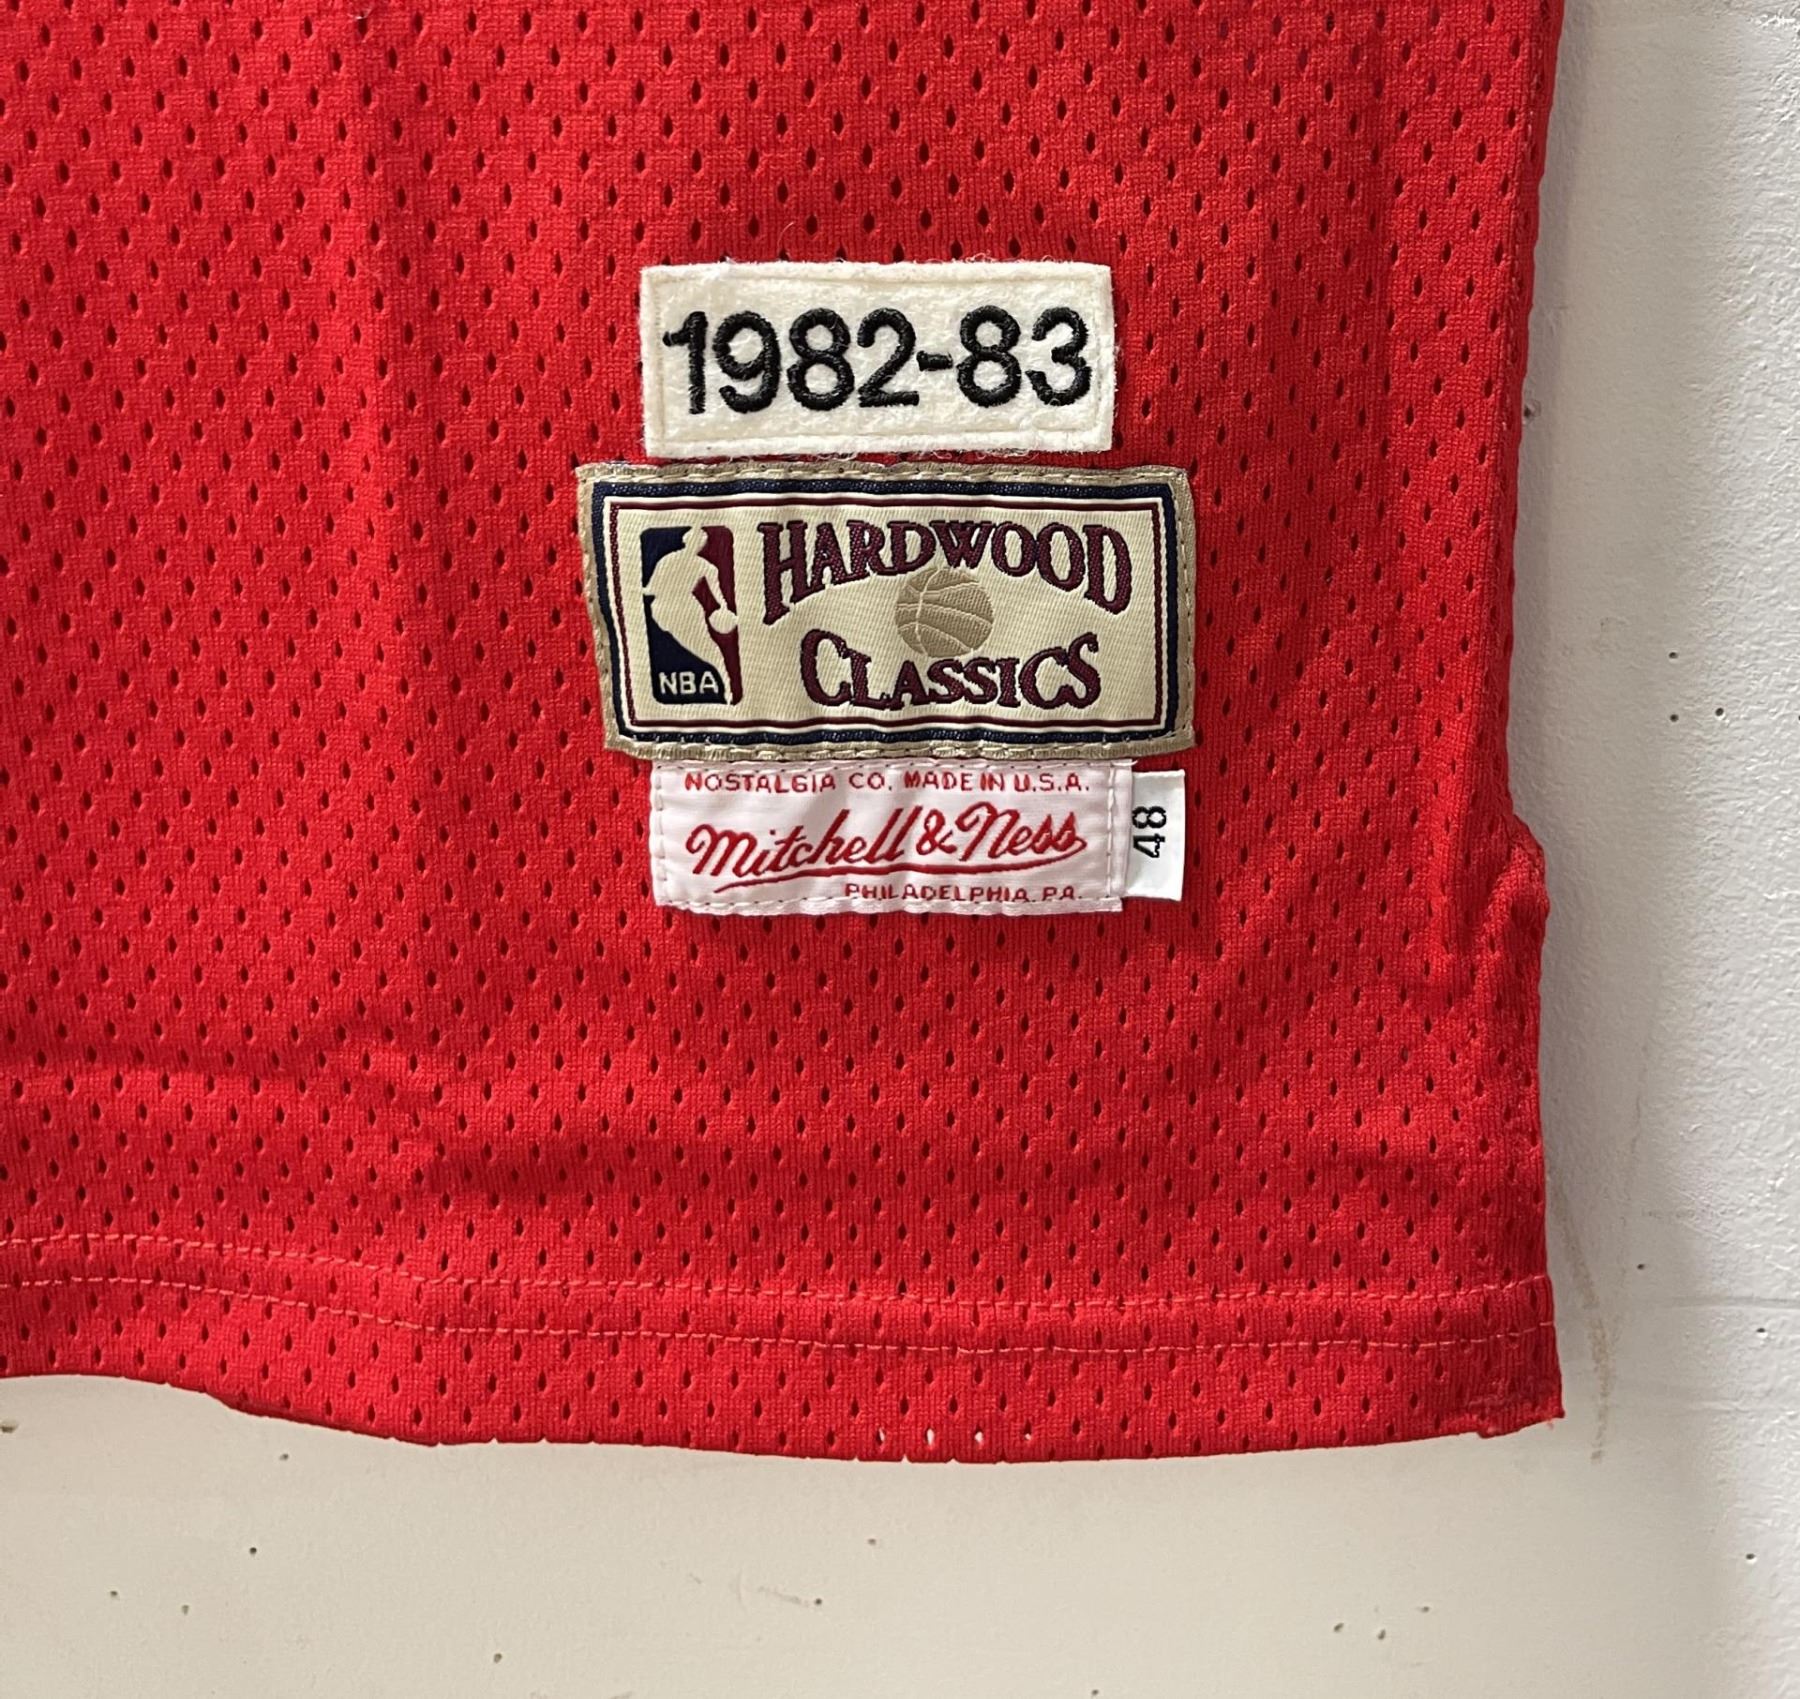 1982-83
HARDWOOD
CLASSICS
NBA
NOSTALGIA CO. MADE IN U.S.A.
Mitchell & Ness
PHILADELPHIA, PA.
48